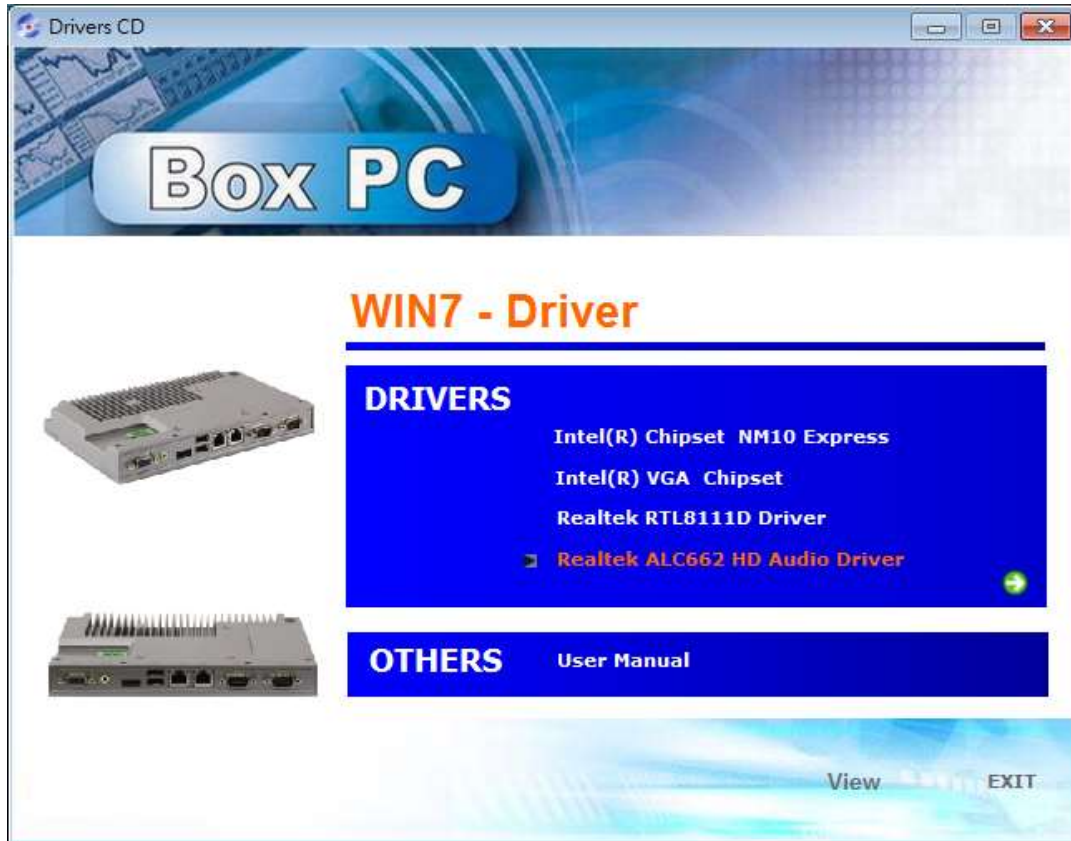 Drivers CD
Box PC
WIN7 - Driver
DRIVERS
Intel(R) Chipset  NM10 Express
Intel(R) VGA  Chipset
Realtek RTL8111D Driver
Realtek ALC662 HD Audio Driver
OTHERS User Manual
View EXIT